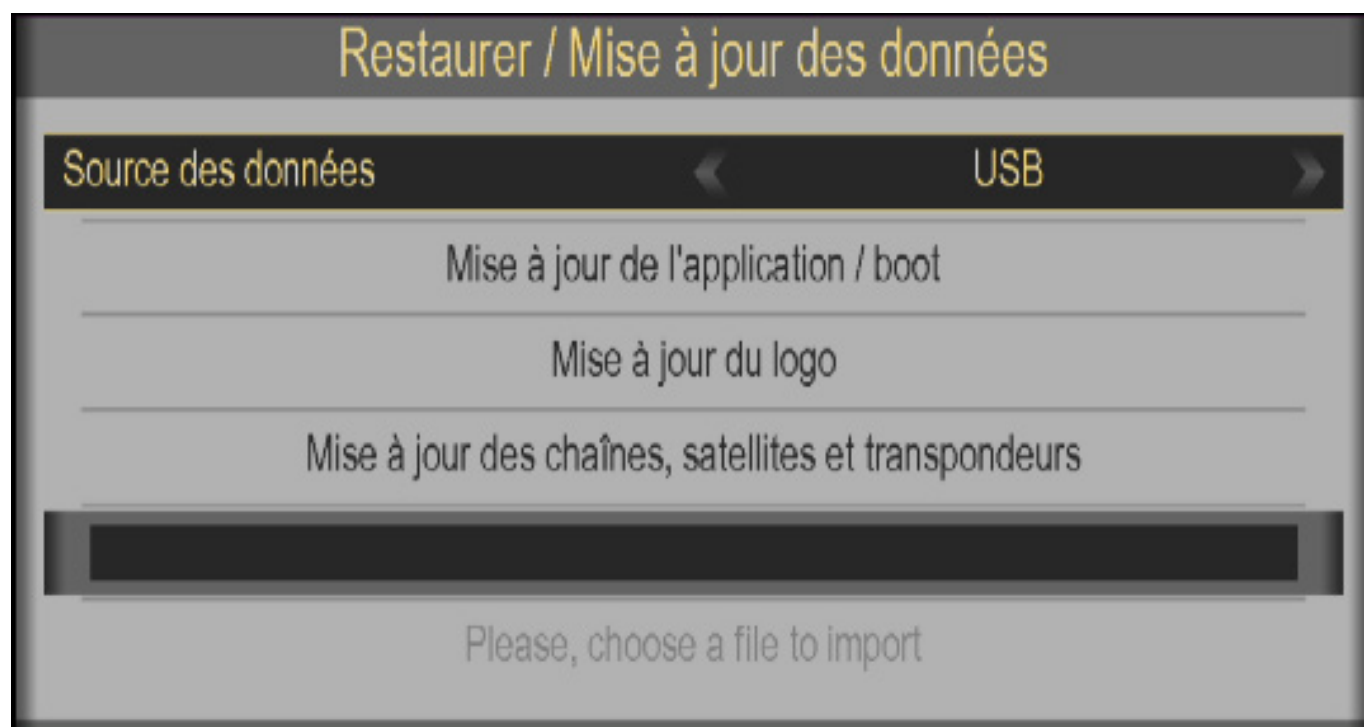 Restaurer / Mise à jour des données
Source des données USB
Mise à jour de l'application / boot
Mise à jour du logo
Mise à jour des chaînes, satellites et transpondeurs
Please, choose a file to import